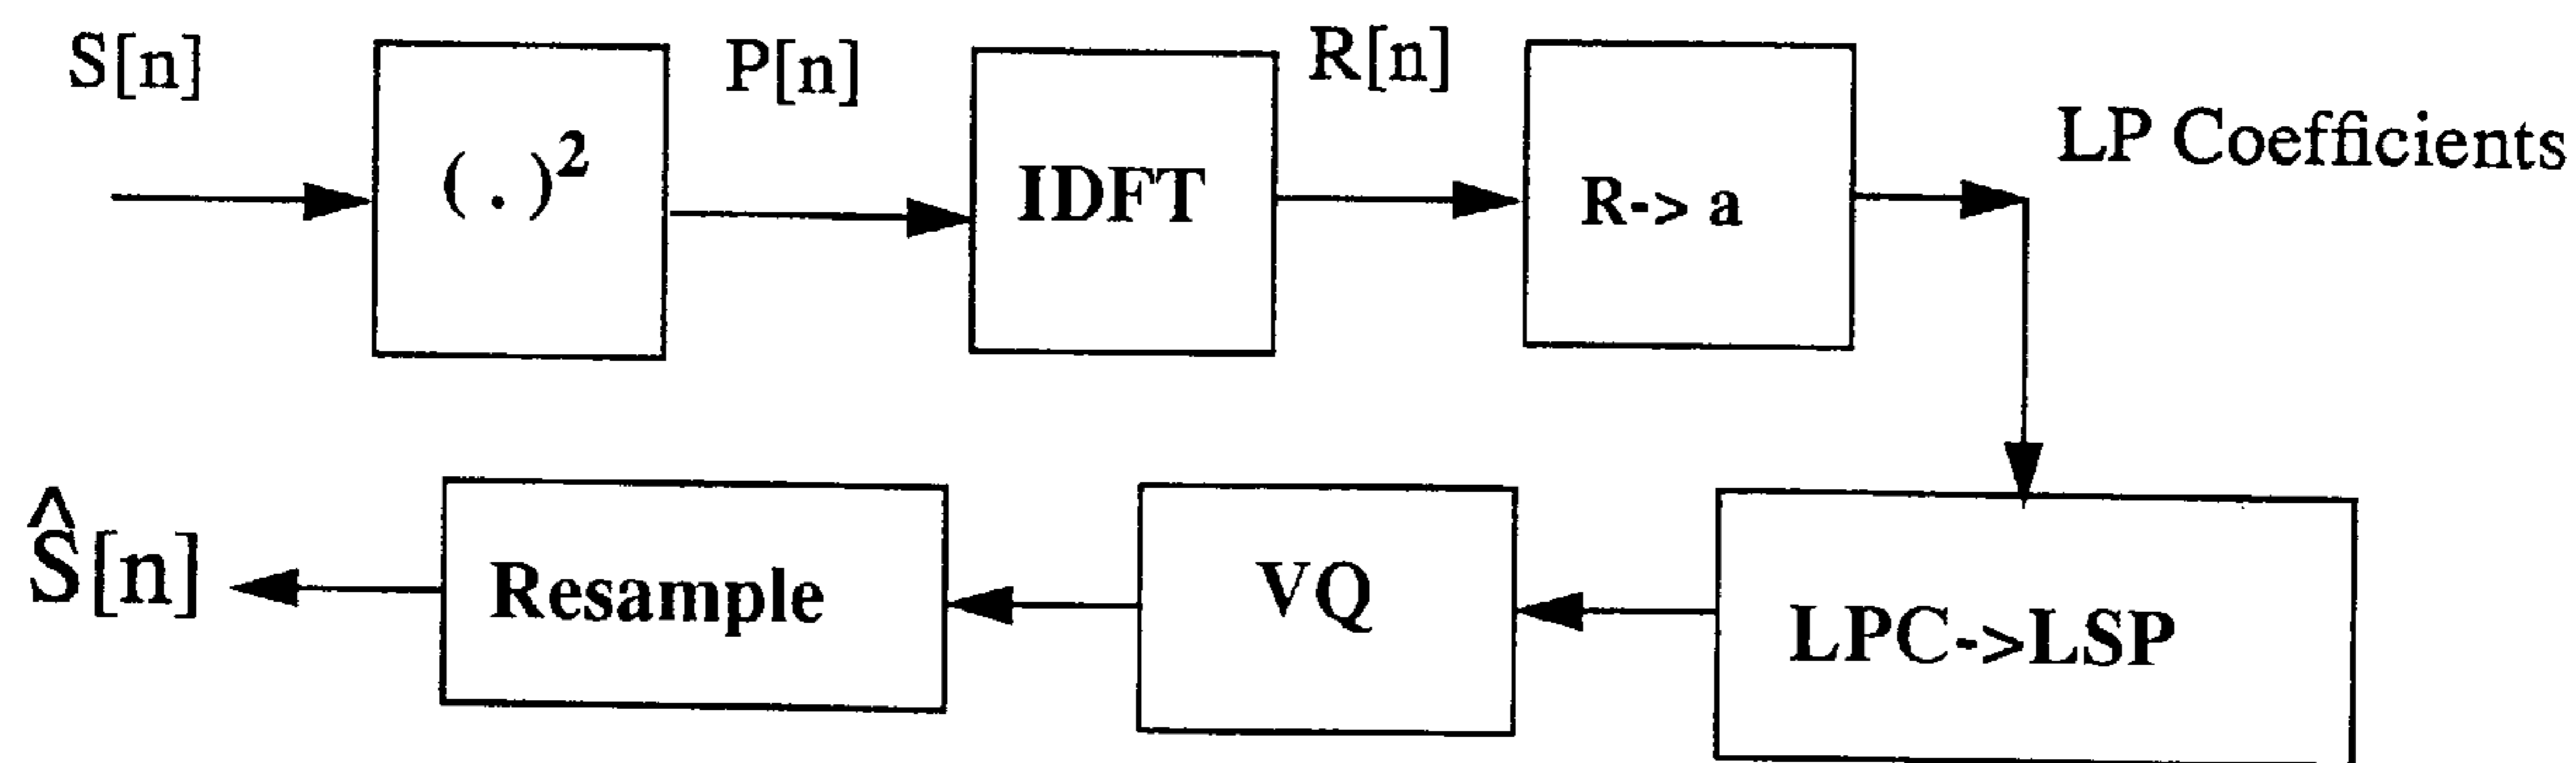 S[n]
( . )²
P[n]
IDFT
R[n]
R-> a
LP Coefficients
LPC->LSP
VQ
Resample
Ŝ[n]